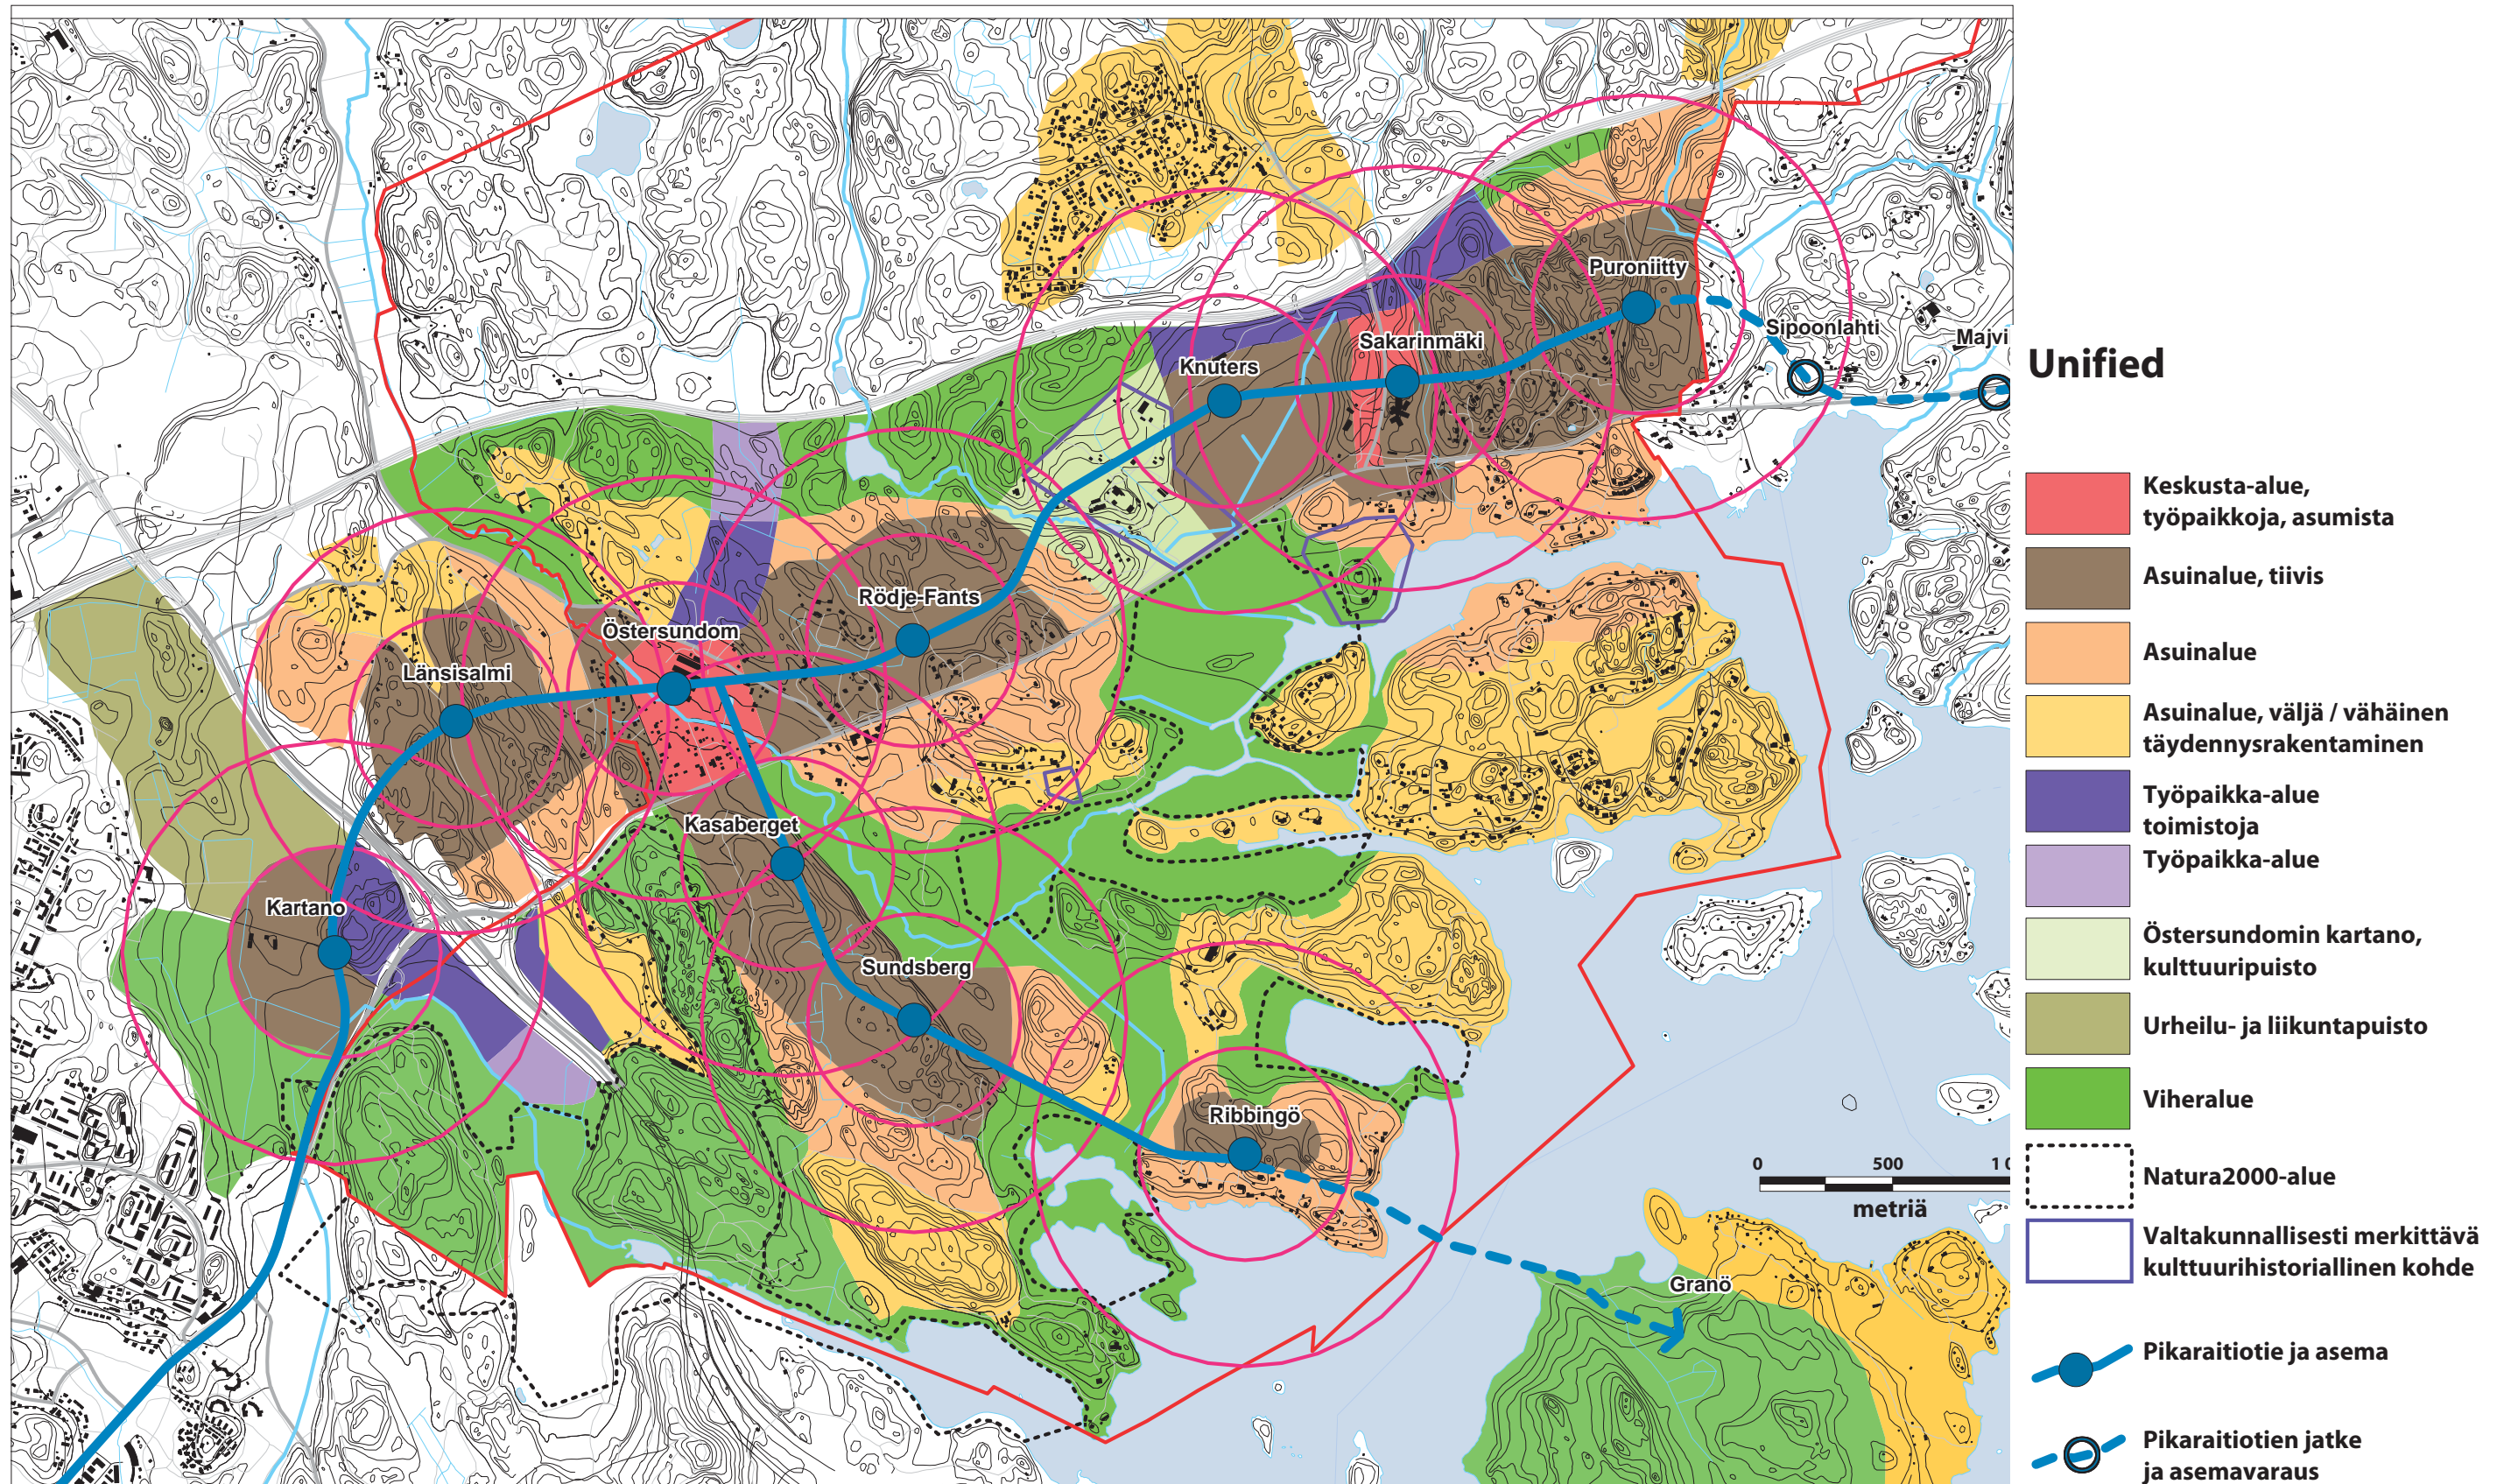 Puroniitty
Sipoonlahti
Majvi
Sakarinmäki
Knuters
Rödje-Fants
Östersundom
Länsisalmi
Kasaberget
Kartano
Sundsberg
Ribbingö
Granö
0 500 1 0
metriä
Unified
Keskusta-alue,
työpaikkoja, asumista
Asuinalue, tiivis
Asuinalue
Asuinalue, väljä / vähäinen
täydennysrakentaminen
Työpaikka-alue
toimistoja
Työpaikka-alue
Östersundomin kartano,
kulttuuripuisto
Urheilu- ja liikuntapuisto
Viheralue
Natura2000-alue
Valtakunnallisesti merkittävä
kulttuurihistoriallinen kohde
Pikaraitiotie ja asema
Pikaraitiotien jatke
ja asemavaraus